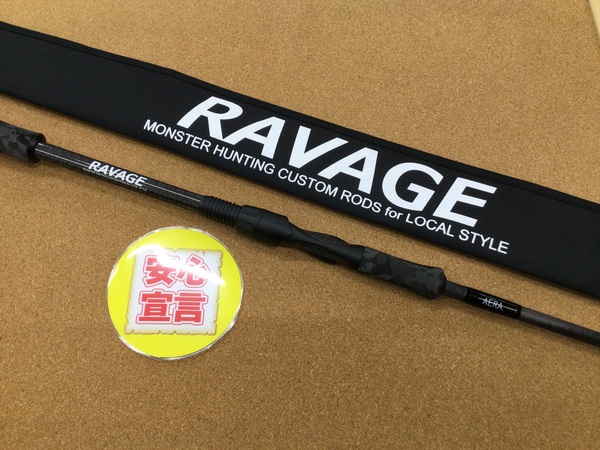 RAVAGE
MONSTER HUNTING CUSTOM RODS for LOCAL STYLE
RAVAGE
AERA
安心
宣言